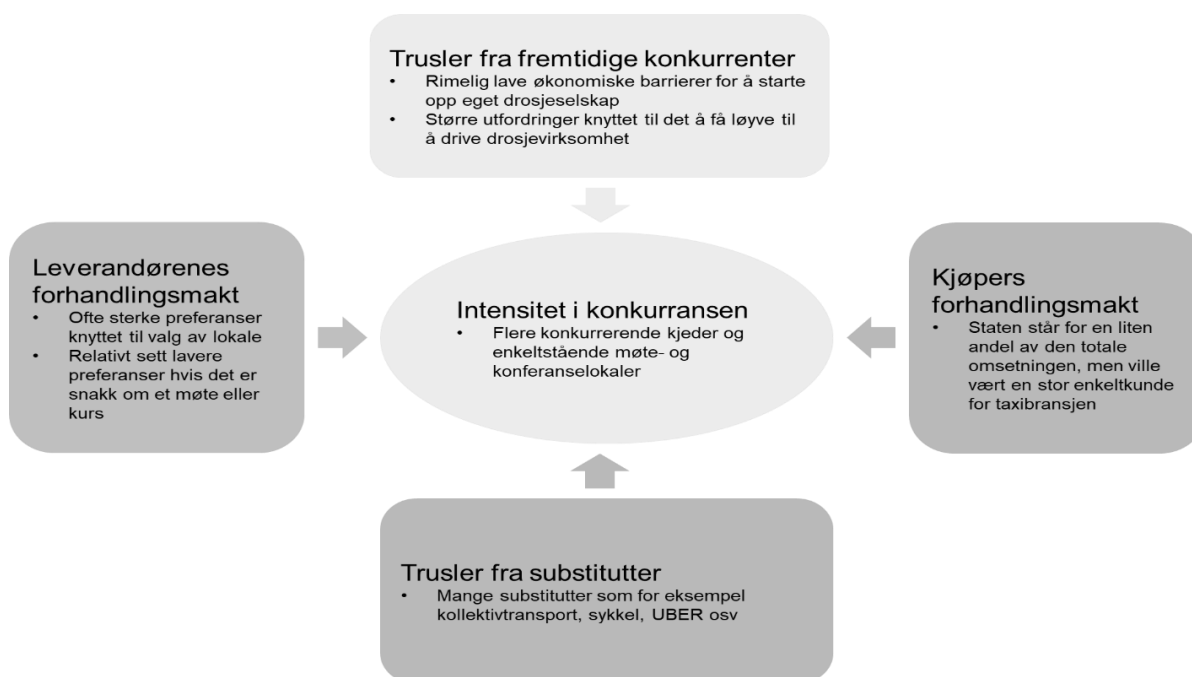 Trusler fra fremtidige konkurrenter
• Rimelig lave økonomiske barrierer for å starte
opp eget drosjeselskap
• Større utfordringer knyttet til det å få løyve til
å drive drosjevirksomhet
Leverandørenes
forhandlingsmakt
• Ofte sterke preferanser
knyttet til valg av lokale
• Relativt sett lavere
preferanser hvis det er
snakk om et møte eller
kurs
Intensitet i konkurransen
• Flere konkurrerende kjeder og
enkeltstående møte- og
konferanselokaler
Kjøpers
forhandlingsmakt
• Staten står for en liten
andel av den totale
omsetningen, men ville
vært en stor enkeltkunde
for taxibransjen
Trusler fra substitutter
• Mange substitutter som for eksempel
kollektivtransport, sykkel, UBER osv